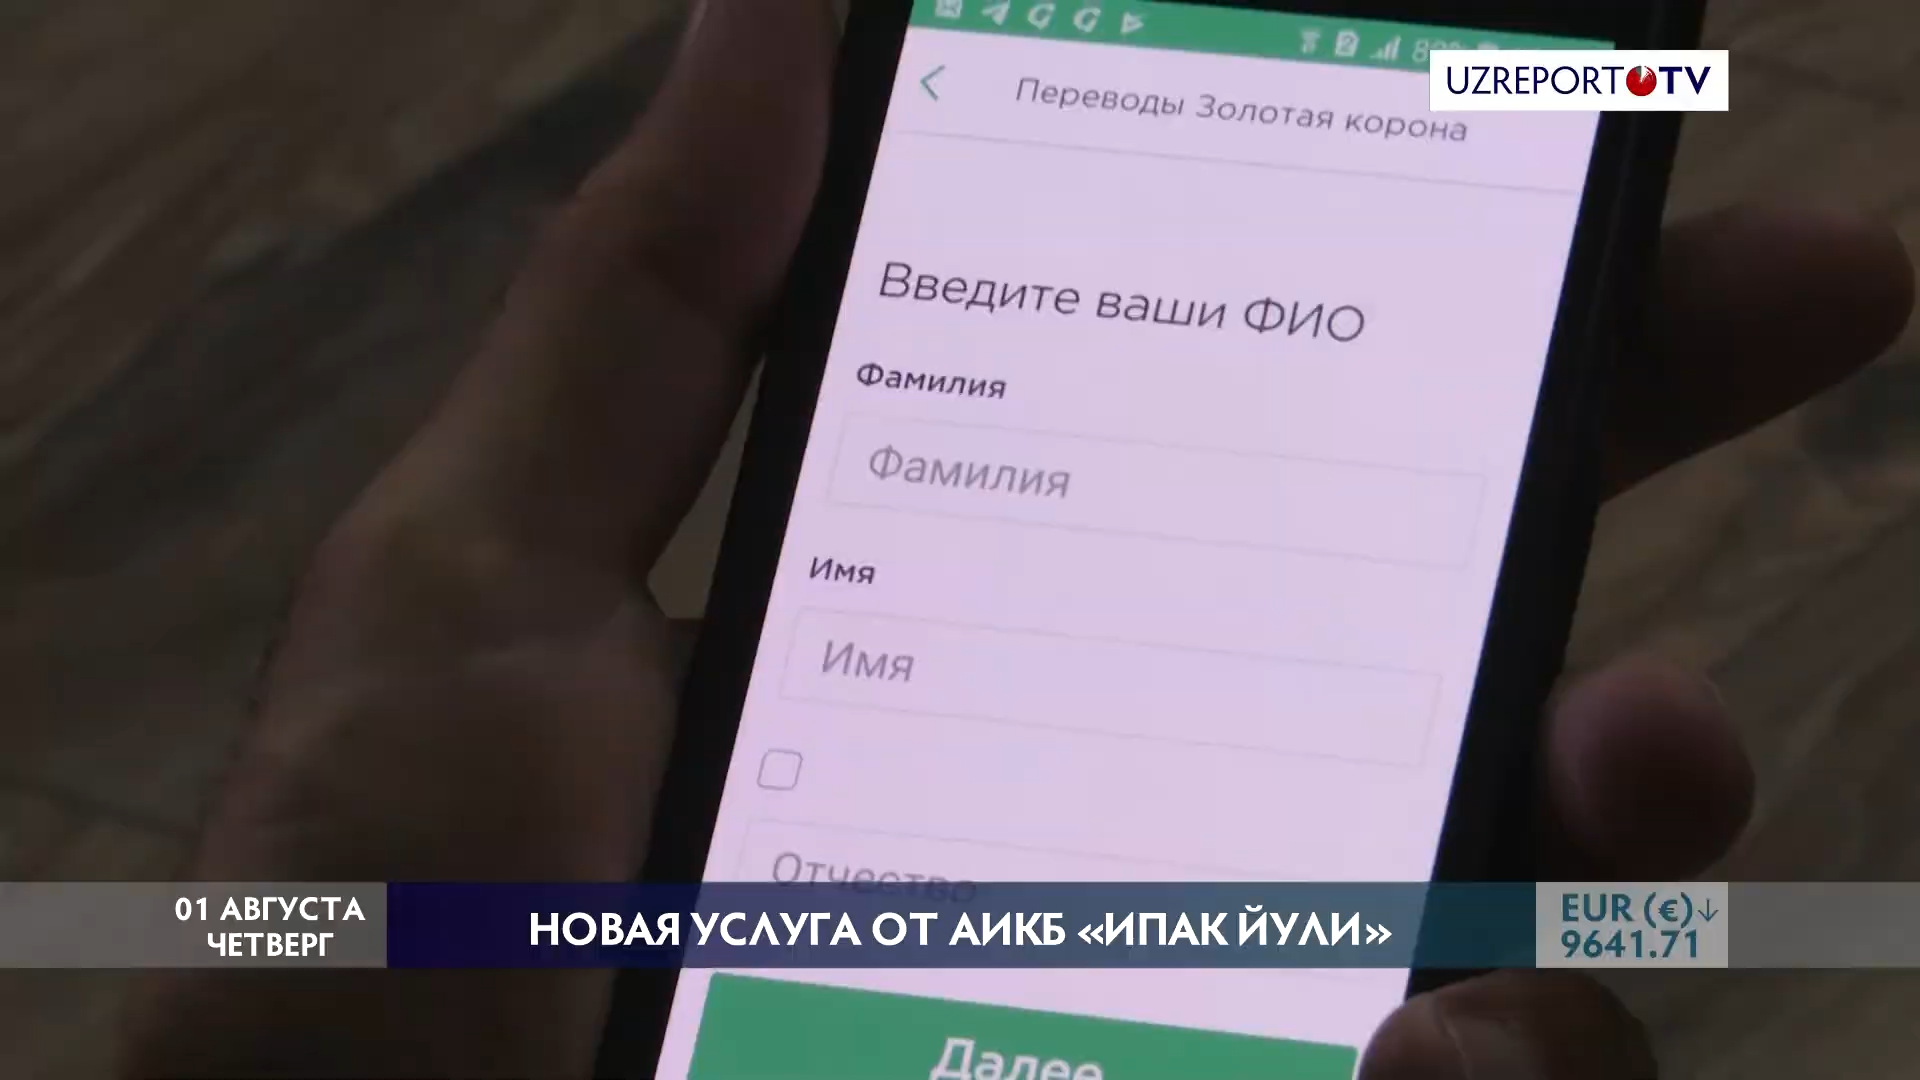 UZREPORT TV
Переводы Золотая корона
Введите ваши ФИО
Фамилия
Фамилия
Имя
Имя
Отчество
01 АВГУСТА
ЧЕТВЕРГ
НОВАЯ УСЛУГА ОТ АИКБ «ИПАК ЙУЛИ»
EUR (€)↓
9641.71
Далее